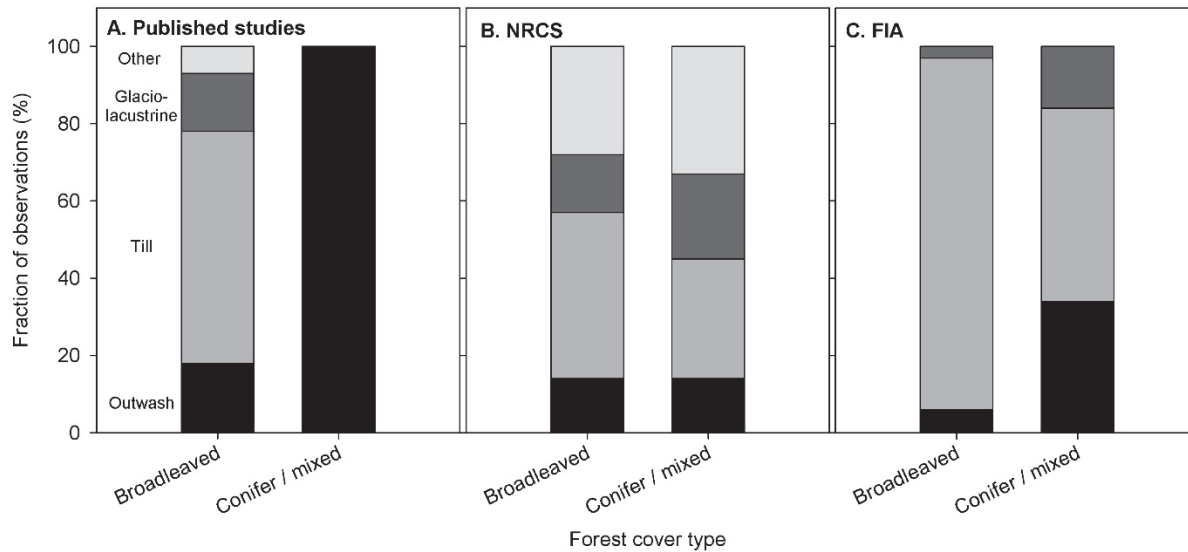 A. Published studies
B. NRCS
C. FIA
Fraction of observations (%)
100
80
60
40
20
0
Other
Glacio-
lacustrine
Till
Outwash
Broadleaved
Conifer / mixed
Broadleaved
Conifer / mixed
Broadleaved
Conifer / mixed
Forest cover type